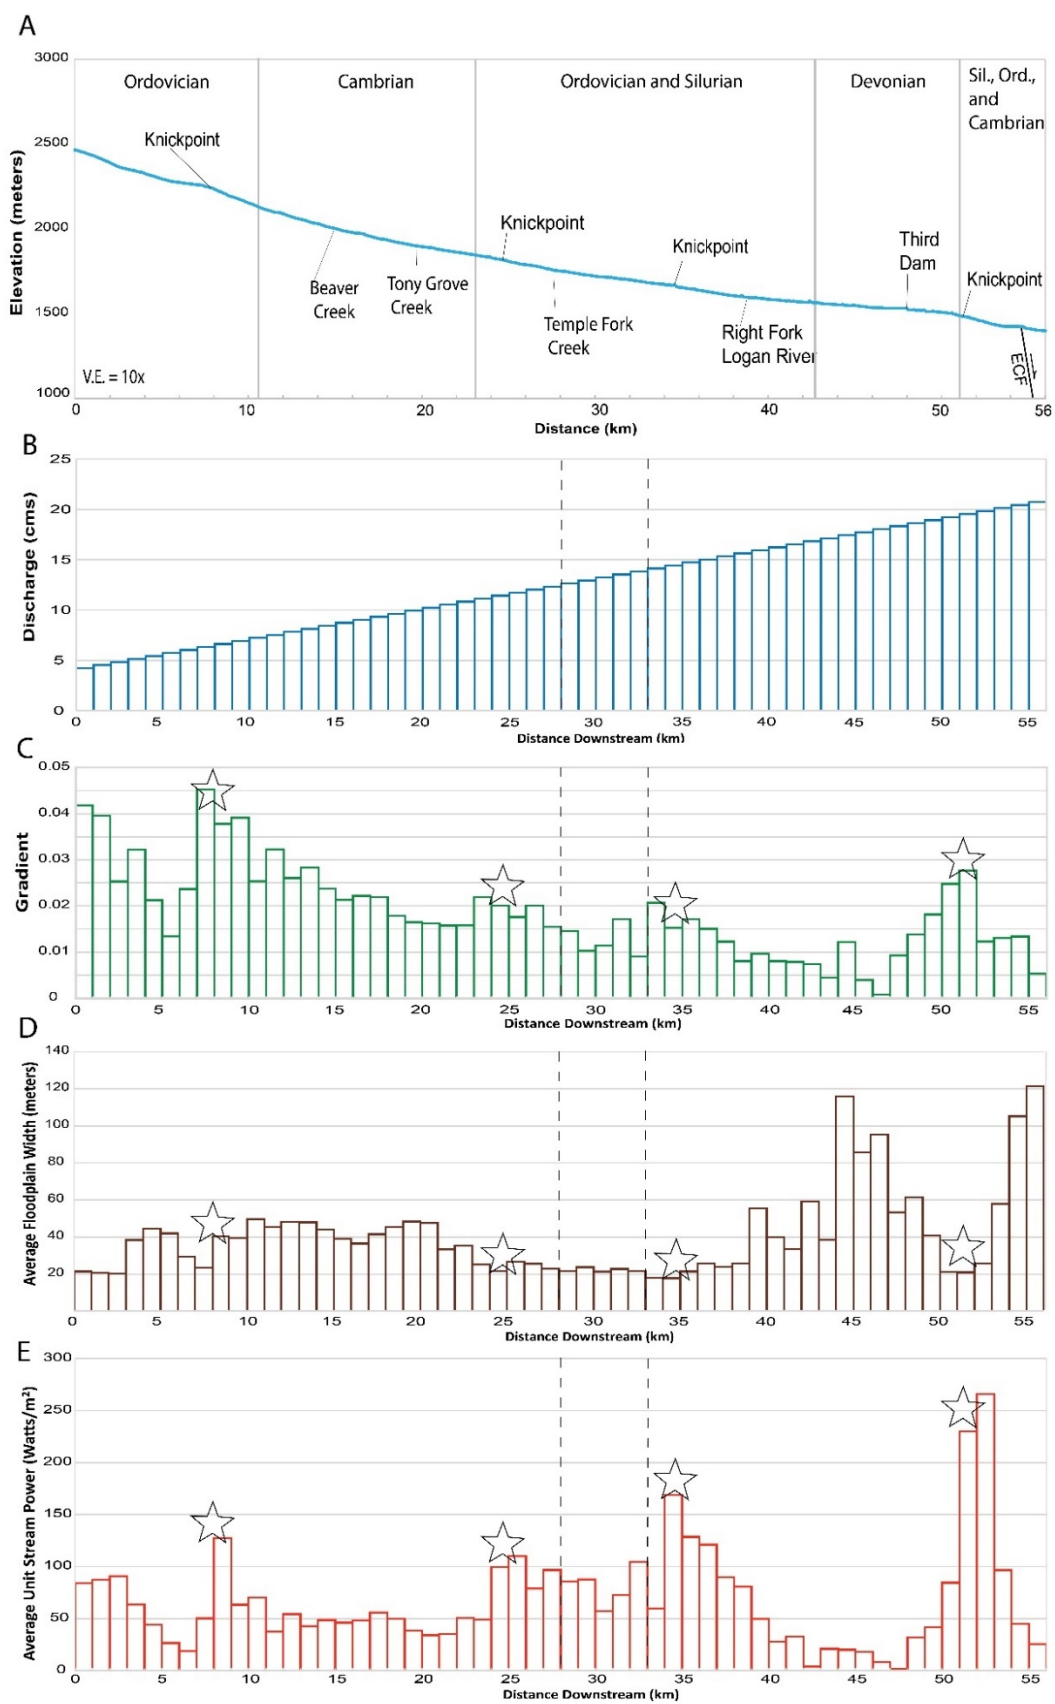 A
Elevation (meters)
3000
2500
2000
1500
1000
Ordovician
Cambrian
Ordovician and Silurian
Devonian
Sil., Ord.,
and
Cambrian
Knickpoint
Knickpoint
Knickpoint
Third
Dam
Knickpoint
Beaver
Creek
Tony Grove
Creek
Temple Fork
Creek
Right Fork
Logan River
ECF
V.E. = 10x
0 10 20 30 40 50 56
Distance (km)
B
Discharge (cms)
25
20
15
10
5
0
0 5 10 15 20 25 30 35 40 45 50 55
Distance Downstream (km)
C
Gradient
0.05
0.04
0.03
0.02
0.01
0
0 5 10 15 20 25 30 35 40 45 50 55
Distance Downstream (km)
D
Average Floodplain Width (meters)
140
120
100
80
60
40
20
0 5 10 15 20 25 30 35 40 45 50 55
Distance Downstream (km)
E
Average Unit Stream Power (Watts/m²)
300
250
200
150
100
50
0
0 5 10 15 20 25 30 35 40 45 50 55
Distance Downstream (km)